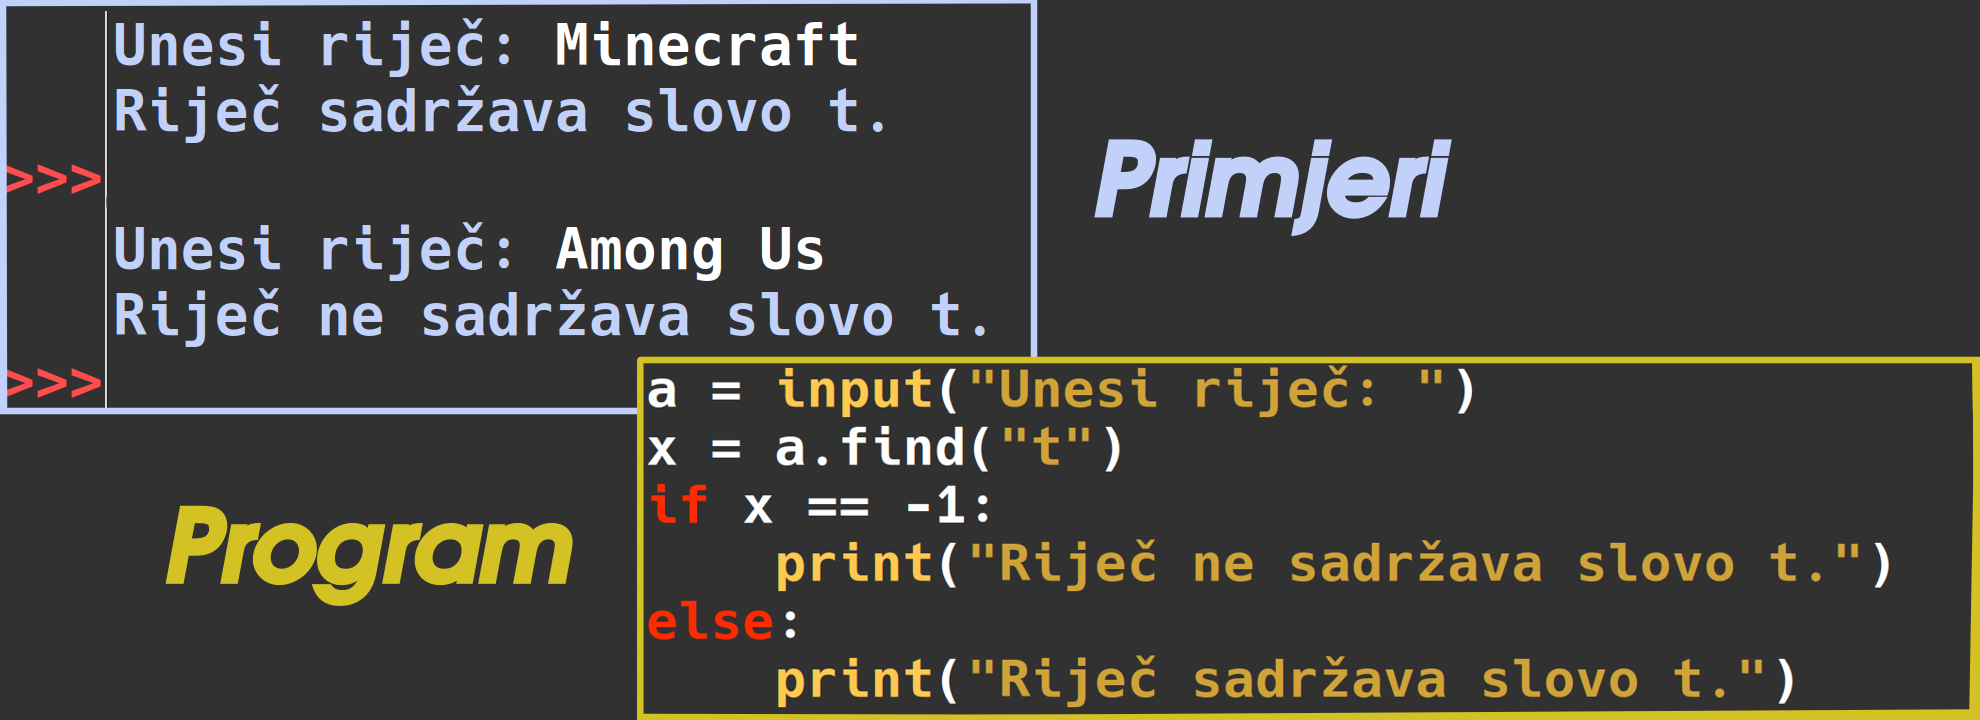 Unesi riječ: Minecraft
Riječ sadržava slovo t.
>>>
Unesi riječ: Among Us
Riječ ne sadržava slovo t.
>>>
Primjeri
Program
a = input("Unesi riječ: ")
x = a.find("t")
if x == -1:
    print("Riječ ne sadržava slovo t.")
else:
    print("Riječ sadržava slovo t.")